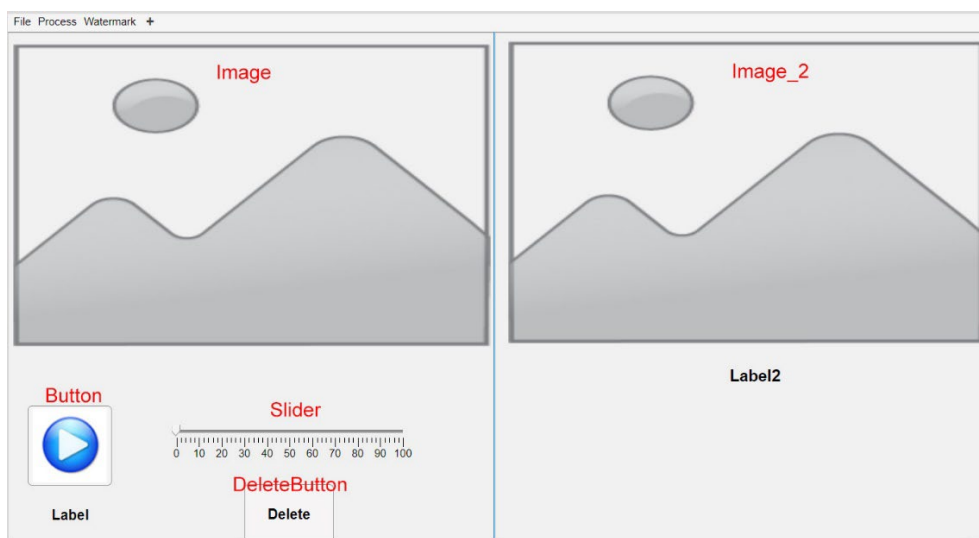 File Process Watermark +
Image
Image_2
Label2
Button
Slider
0 10 20 30 40 50 60 70 80 90 100
DeleteButton
Label
Delete